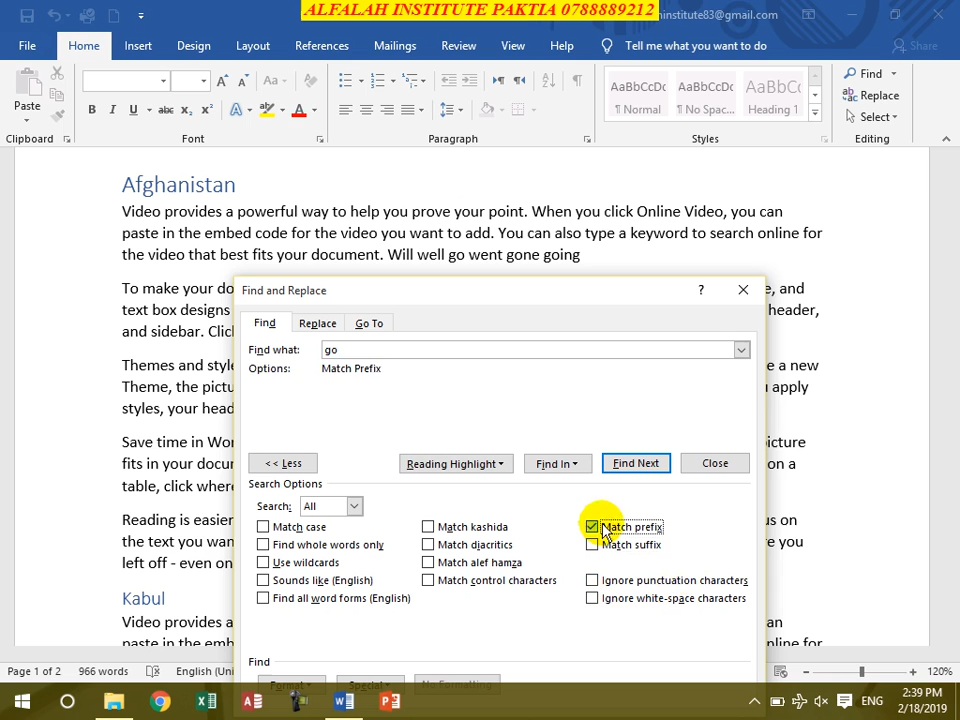 ALFALAH INSTITUTE PAKTIA 0788889212
minstitute83@gmail.com
File Home Insert Design Layout References Mailings Review View Help Tell me what you want to do Share
Paste
Clipboard
Font
Paragraph
AaBbCcDc AaBbCcDc AaBbCc
¶ Normal ¶ No Spac... Heading 1
Styles
Find
Replace
Select
Editing
Afghanistan
Video provides a powerful way to help you prove your point. When you click Online Video, you can
paste in the embed code for the video you want to add. You can also type a keyword to search online for
the video that best fits your document. Will well go went gone going
To make your do e, and
text box designs header,
and sidebar. Clic
Themes and style e a new
Theme, the pictu u apply
styles, your head
Save time in Wor picture
fits in your docum on a
table, click where
Reading is easier us on
the text you wan e you
left off - even on
Kabul
Video provides a an
paste in the emb nline for
Find and Replace
Find Replace Go To
Find what: go
Options: Match Prefix
<< Less Reading Highlight Find In Find Next Close
Search Options
Search: All
Match case
Find whole words only
Use wildcards
Sounds like (English)
Find all word forms (English)
Match kashida
Match diacritics
Match alef hamza
Match control characters
Match prefix
Match suffix
Ignore punctuation characters
Ignore white-space characters
Find
Format Special No Formatting
Page 1 of 2 966 words English (Uni 120%
ENG 2:39 PM
2/18/2019